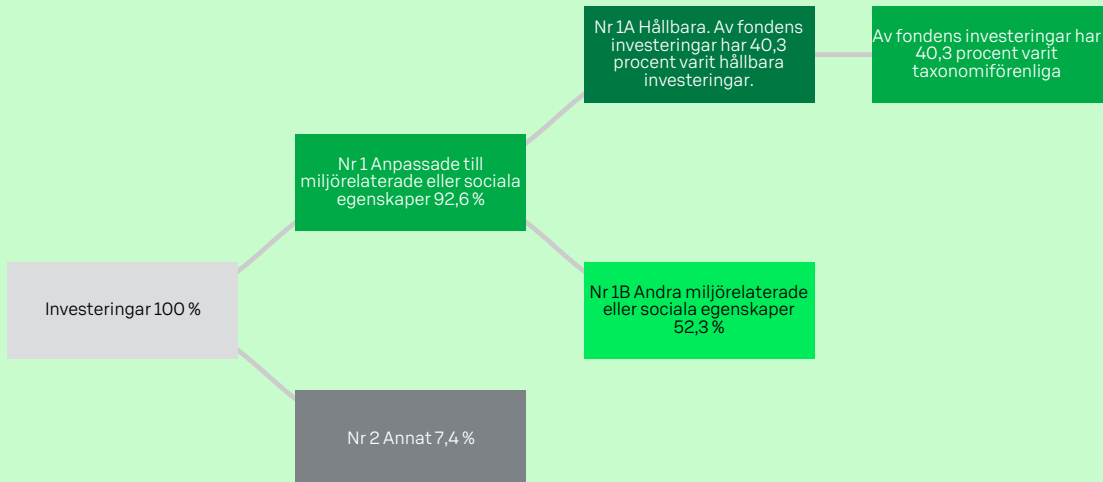 Nr 1A Hållbara. Av fondens
investeringar har 40,3
procent varit hållbara
investeringar.
Av fondens investeringar har
40,3 procent varit
taxonomiförenliga
Nr 1 Anpassade till
miljörelaterade eller sociala
egenskaper 92,6 %
Investeringar 100 %
Nr 1B Andra miljörelaterade
eller sociala egenskaper
52,3 %
Nr 2 Annat 7,4 %